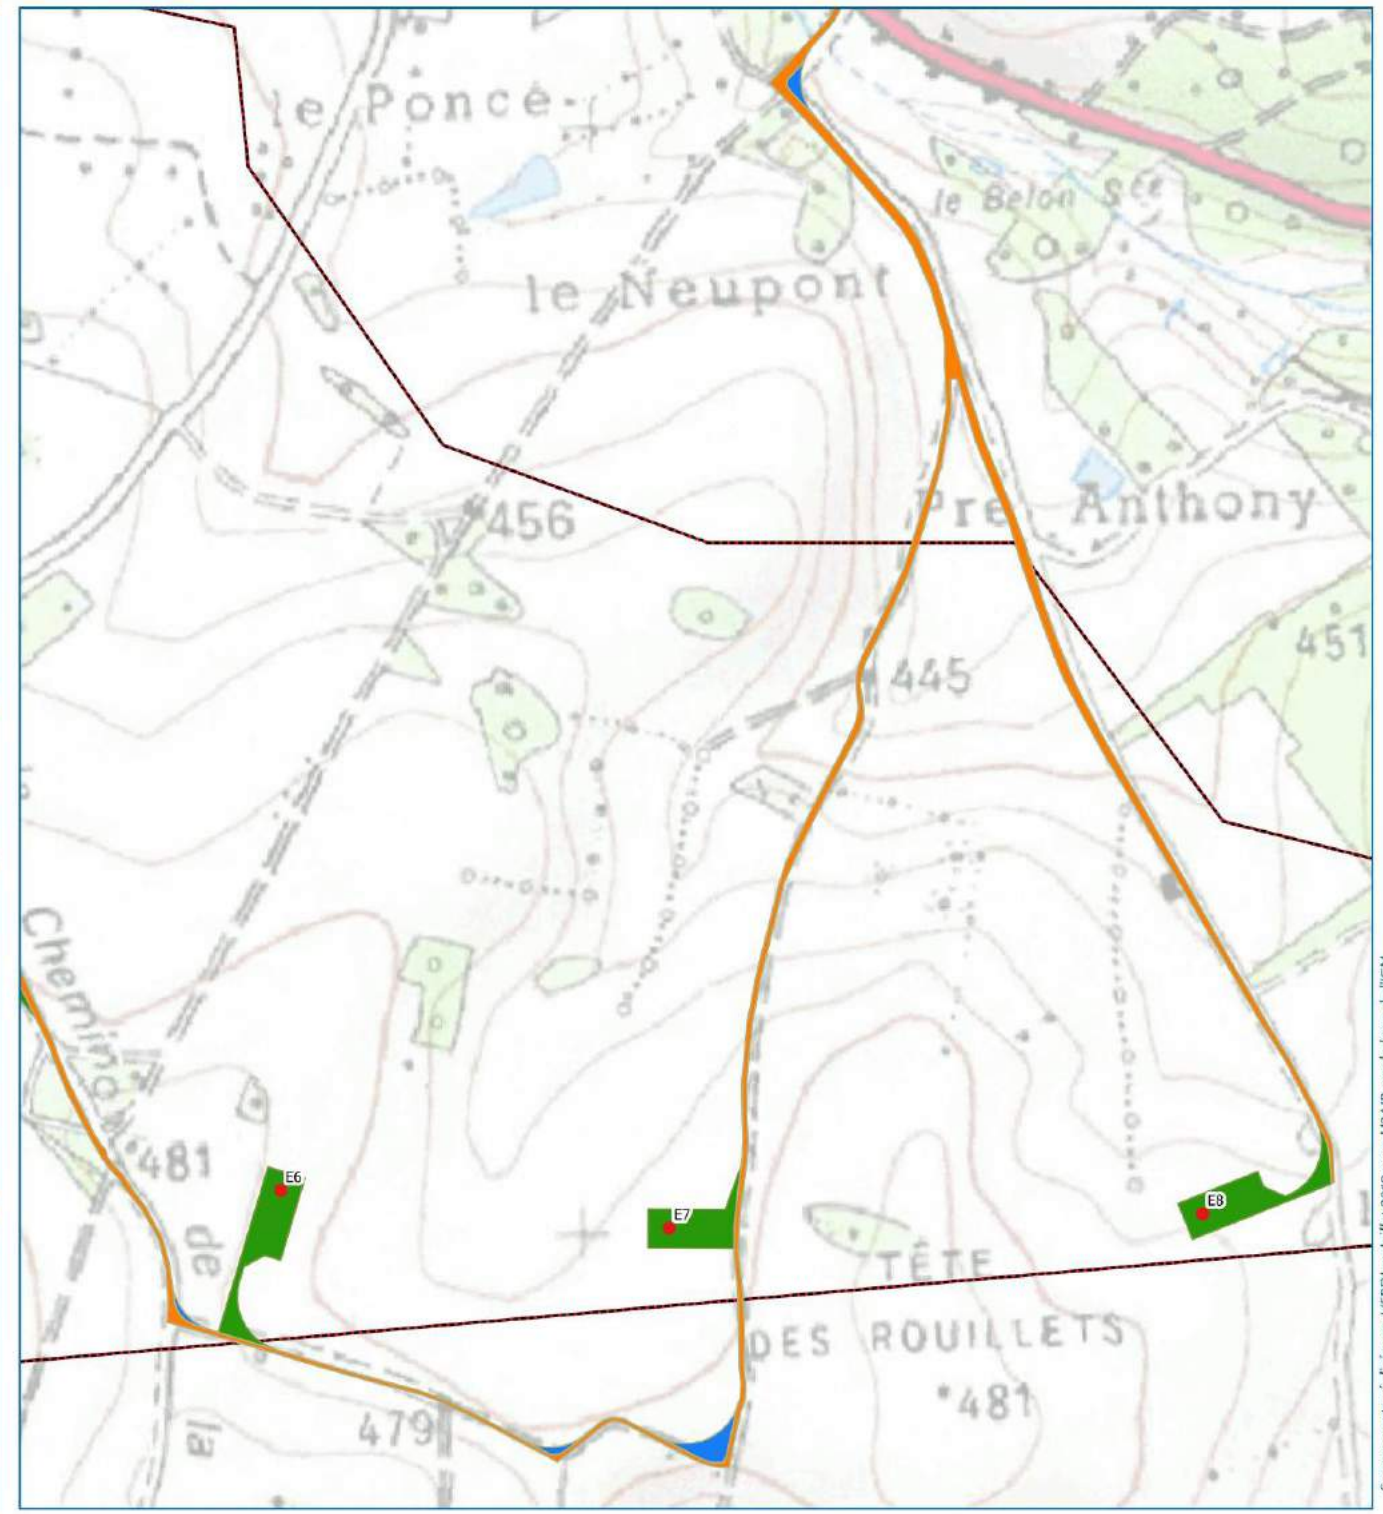 le Poncé
le Belon Sce
le Neupont
456
Pré Anthony
451
445
Chemin
481
de
la
E6
E7
E8
TÊTE
DES ROUILLETS
481
479